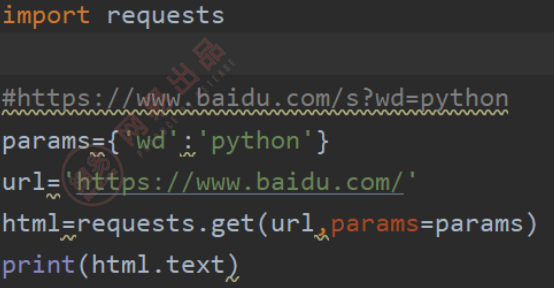 import requests
#https://www.baidu.com/s?wd=python
params={'wd':'python'}
url='https://www.baidu.com/'
html=requests.get(url,params=params)
print(html.text)